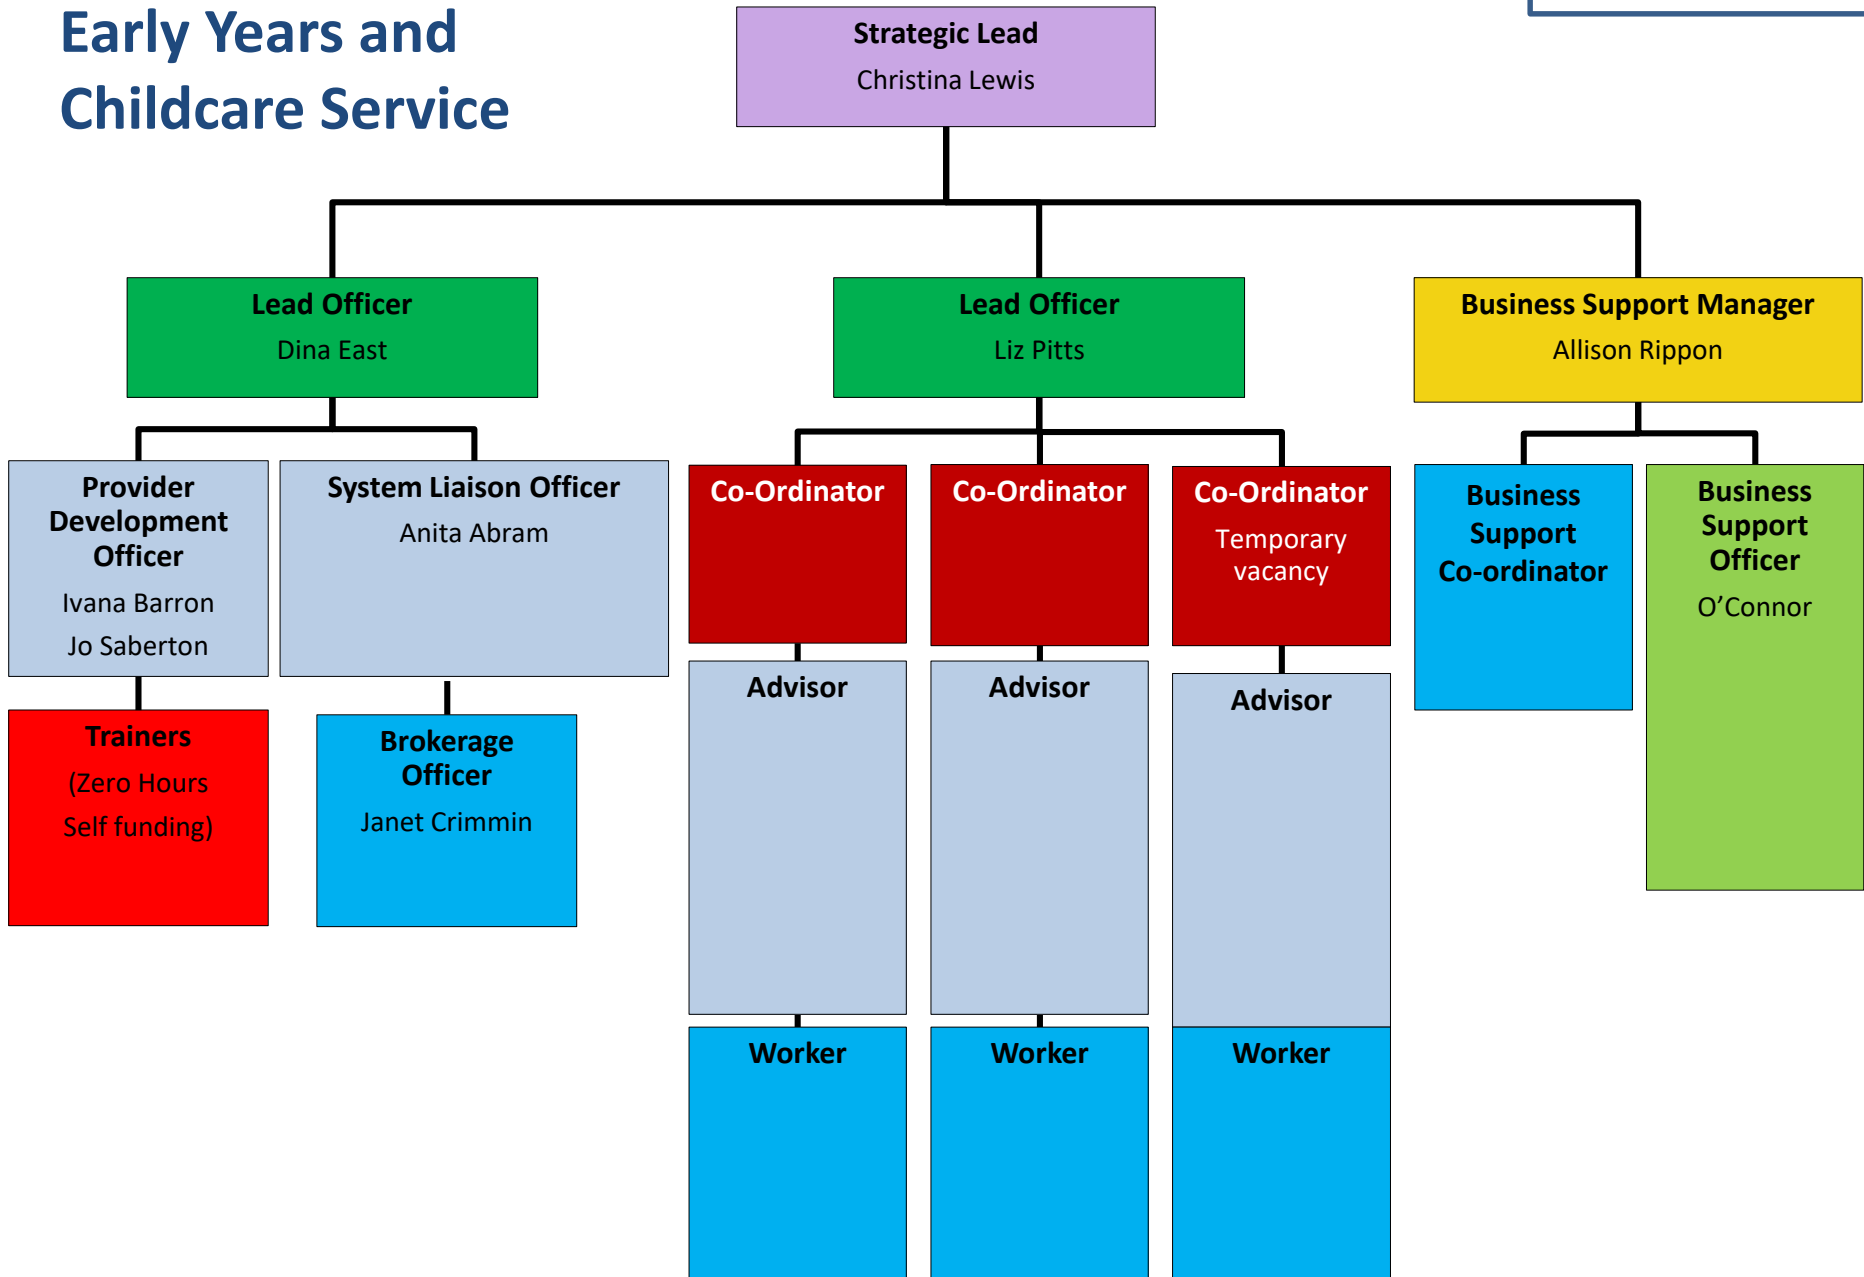 Early Years and
Childcare Service
Strategic Lead
Christina Lewis
Lead Officer
Dina East
Lead Officer
Liz Pitts
Business Support Manager
Allison Rippon
Provider
Development
Officer
Ivana Barron
Jo Saberton
System Liaison Officer
Anita Abram
Co-Ordinator
Co-Ordinator
Co-Ordinator
Temporary
vacancy
Business
Support
Co-ordinator
Business
Support
Officer
O’Connor
Trainers
(Zero Hours
Self funding)
Brokerage
Officer
Janet Crimmin
Advisor
Advisor
Advisor
Worker
Worker
Worker